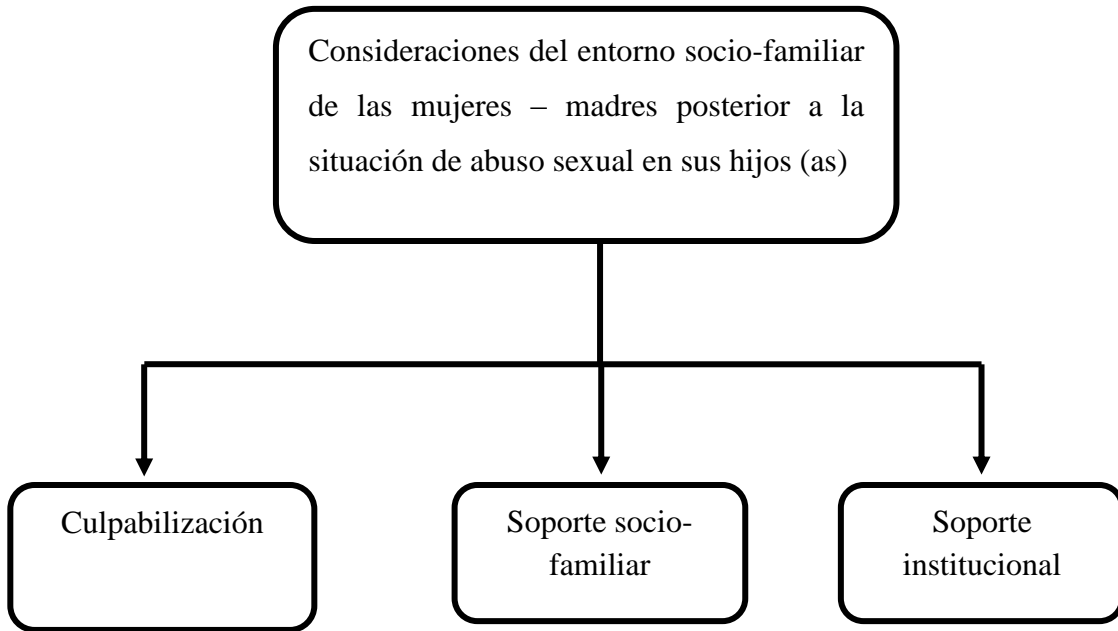 Consideraciones del entorno socio-familiar
de las mujeres – madres posterior a la
situación de abuso sexual en sus hijos (as)
Culpabilización
Soporte socio-
familiar
Soporte
institucional